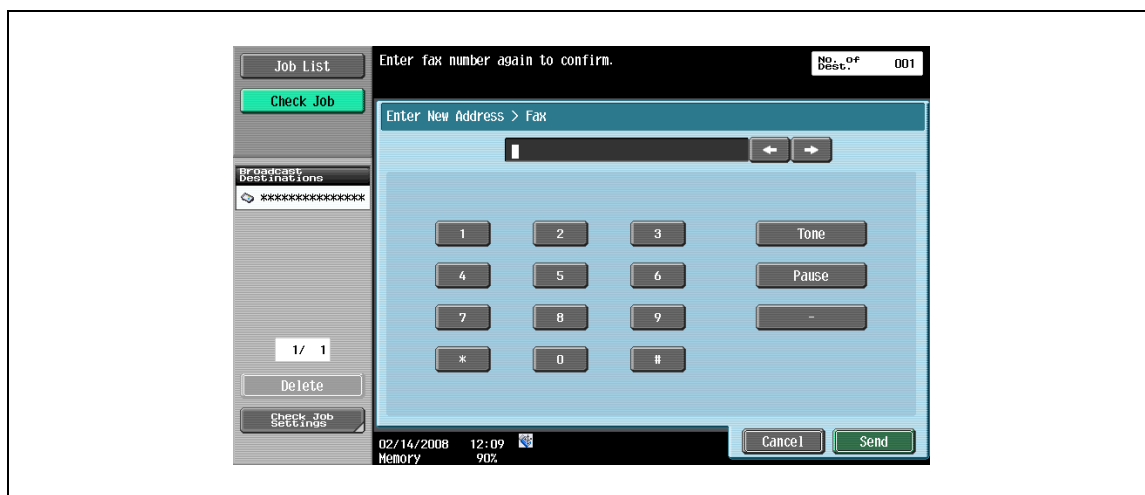 Job List
Check Job
Broadcast
Destinations
***************
1/ 1
Delete
Check Job
Settings
Enter fax number again to confirm.
No. of
Dest.
001
Enter New Address > Fax
← →
1 2 3 Tone
4 5 6 Pause
7 8 9 -
* 0 #
02/14/2008 12:09
Memory 90%
Cancel Send